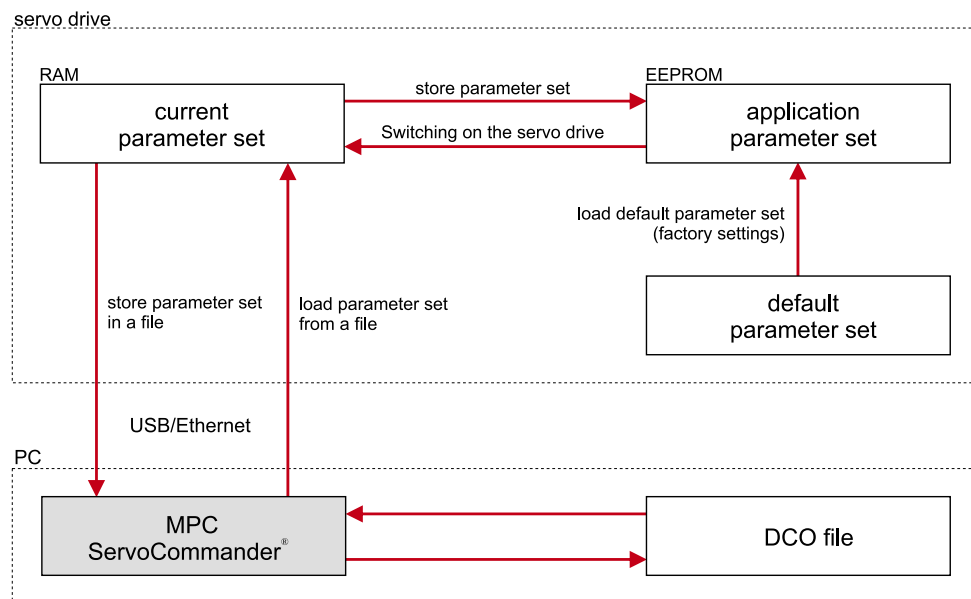 servo drive
RAM
EEPROM
current
parameter set
store parameter set
Switching on the servo drive
application
parameter set
load default parameter set
(factory settings)
default
parameter set
store parameter set
in a file
load parameter set
from a file
USB/Ethernet
PC
MPC
ServoCommander®
DCO file